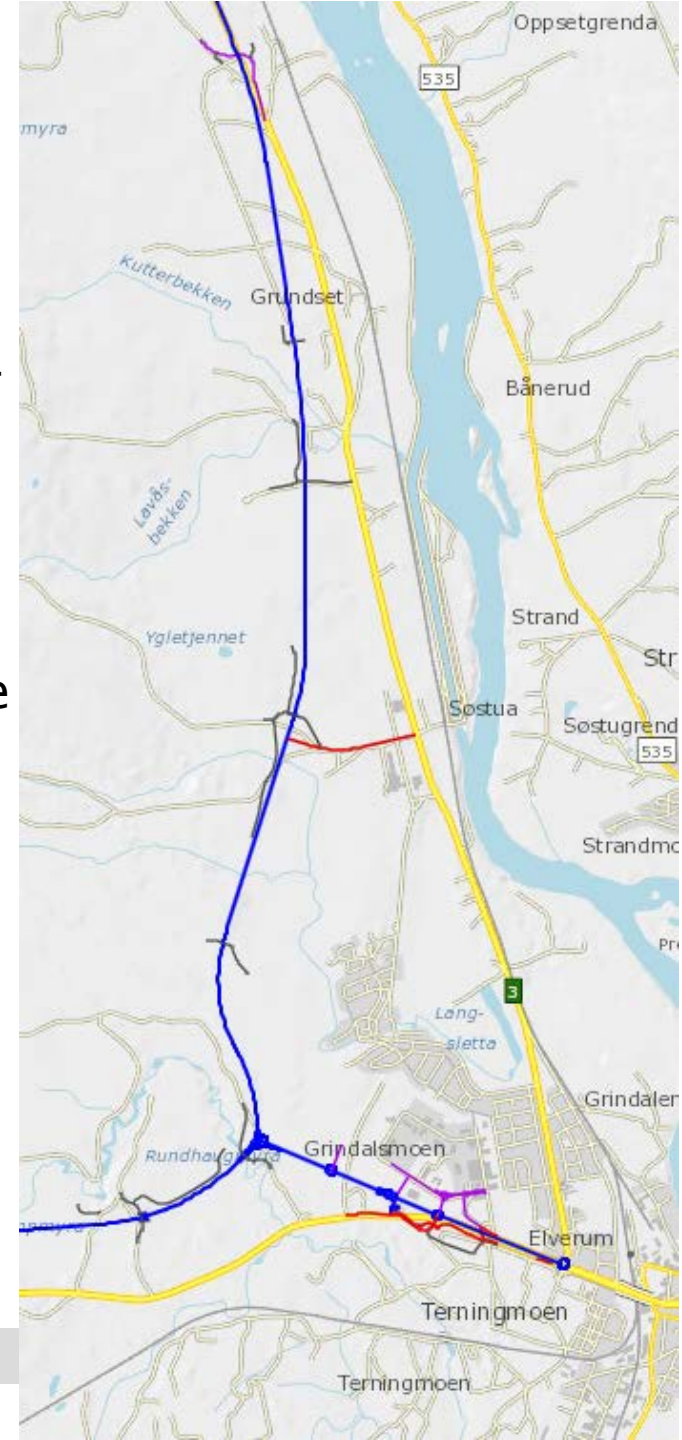 Oppsetgrenda
535
myra
Kutterbekken
Grundset
Bånerud
Lavås-
bekken
Strand
Ygletjennet
Str
e
Søstua
Søstugrend
535
Strandmo
Pre
3
Lang-
sletta
Grindalen
Grindalsmoen
Rundhaugmyra
Elverum
Terningmoen
Terningmoen